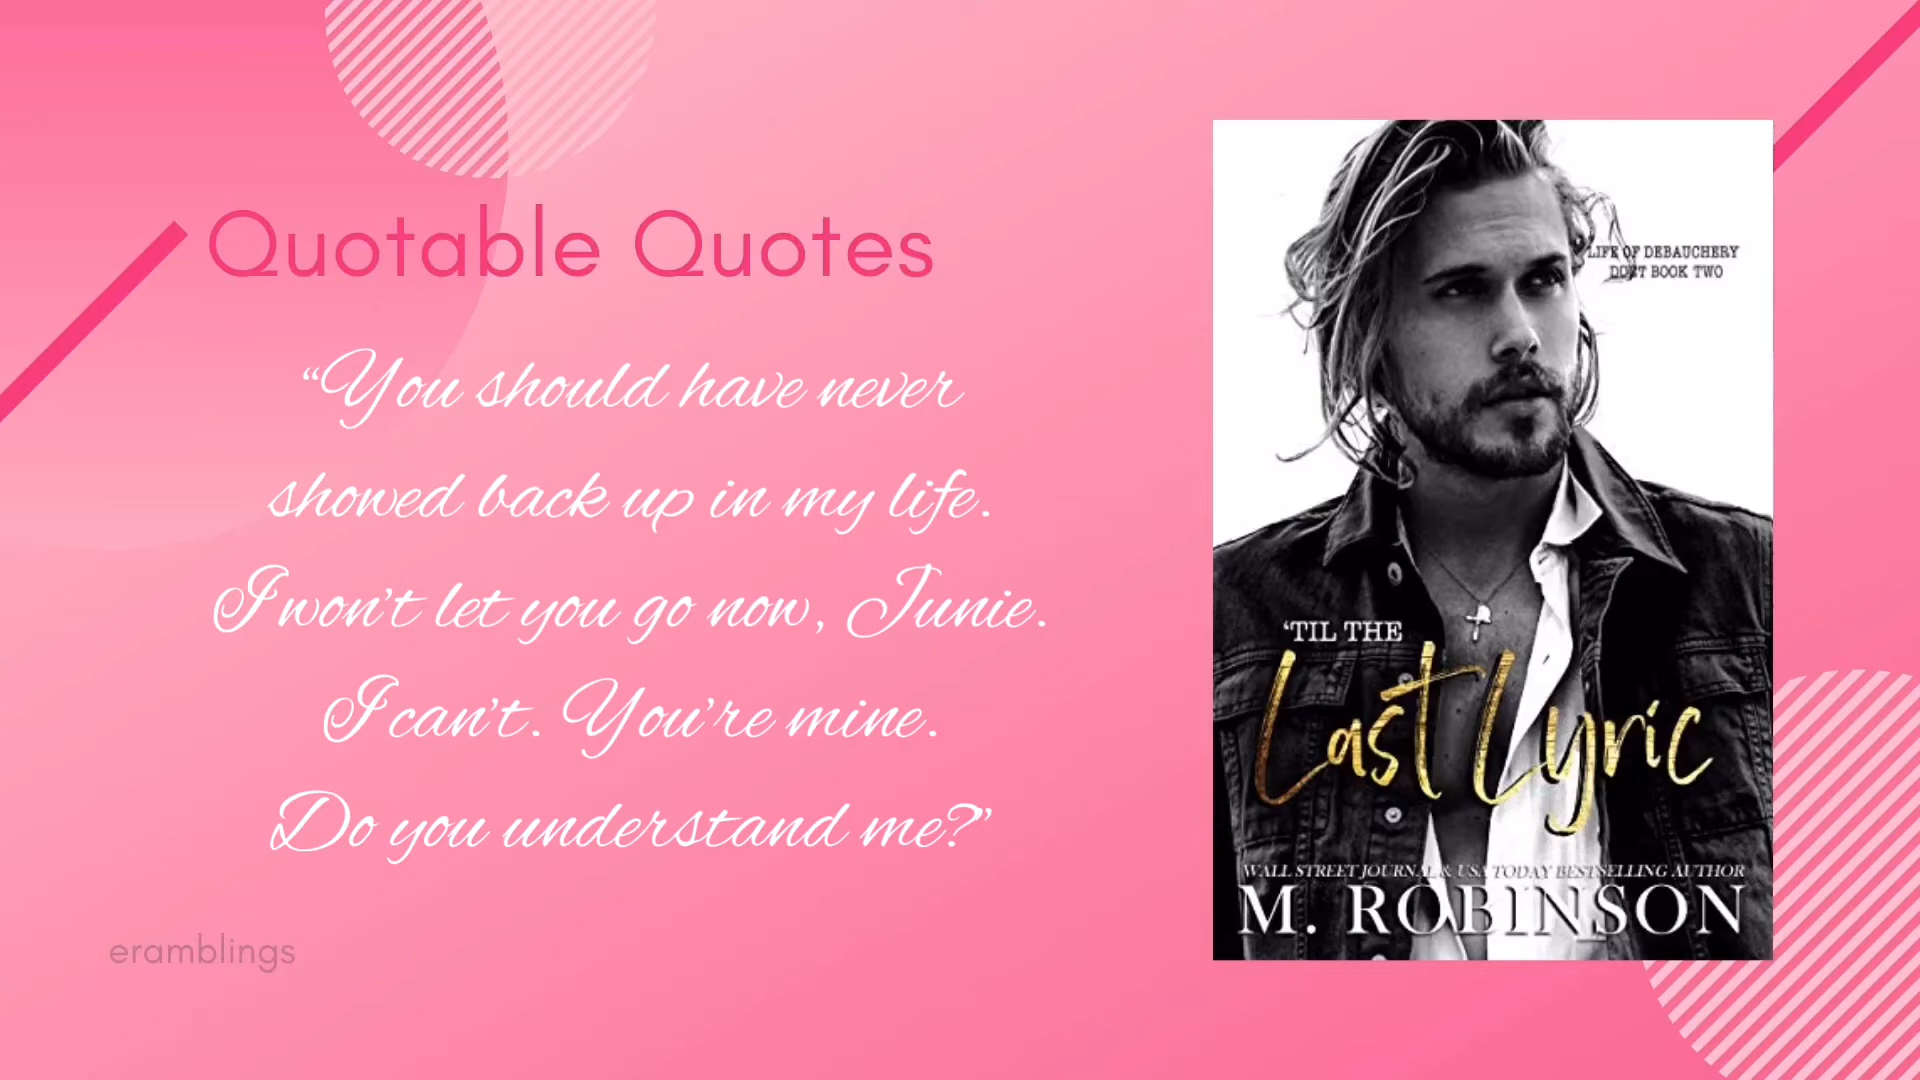 Quotable Quotes
“You should have never
showed back up in my life.
I won't let you go now, Junie.
I can't. You're mine.
Do you understand me?”
eramblings
LIFE OF DEBAUCHERY
DUET BOOK TWO
‘TIL THE
Last Lyric
WALL STREET JOURNAL & USA TODAY BESTSELLING AUTHOR
M. ROBINSON